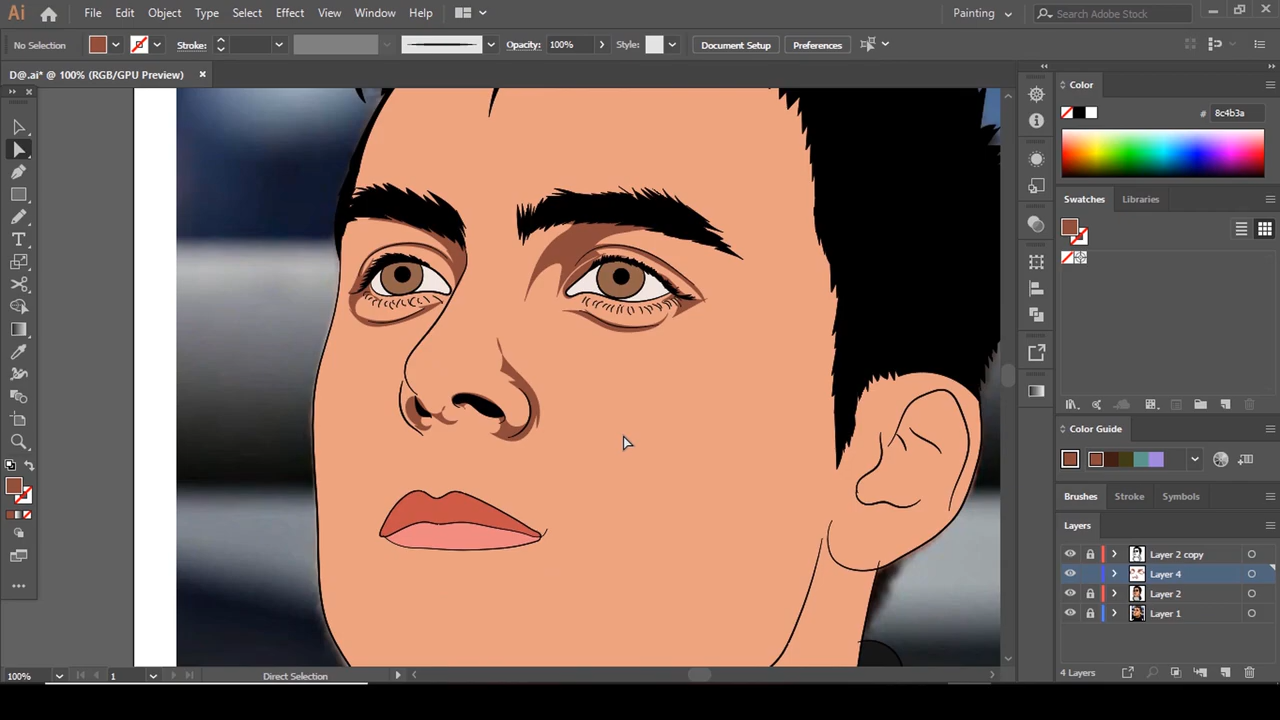 Ai File Edit Object Type Select Effect View Window Help Painting Search Adobe Stock
No Selection Stroke: Opacity: 100% Style: Document Setup Preferences
D@.ai* @ 100% (RGB/GPU Preview)
Color
# 8c4b3a
Swatches Libraries
Color Guide
Brushes Stroke Symbols
Layers
Layer 2 copy
Layer 4
Layer 2
Layer 1
4 Layers
100% 1 Direct Selection